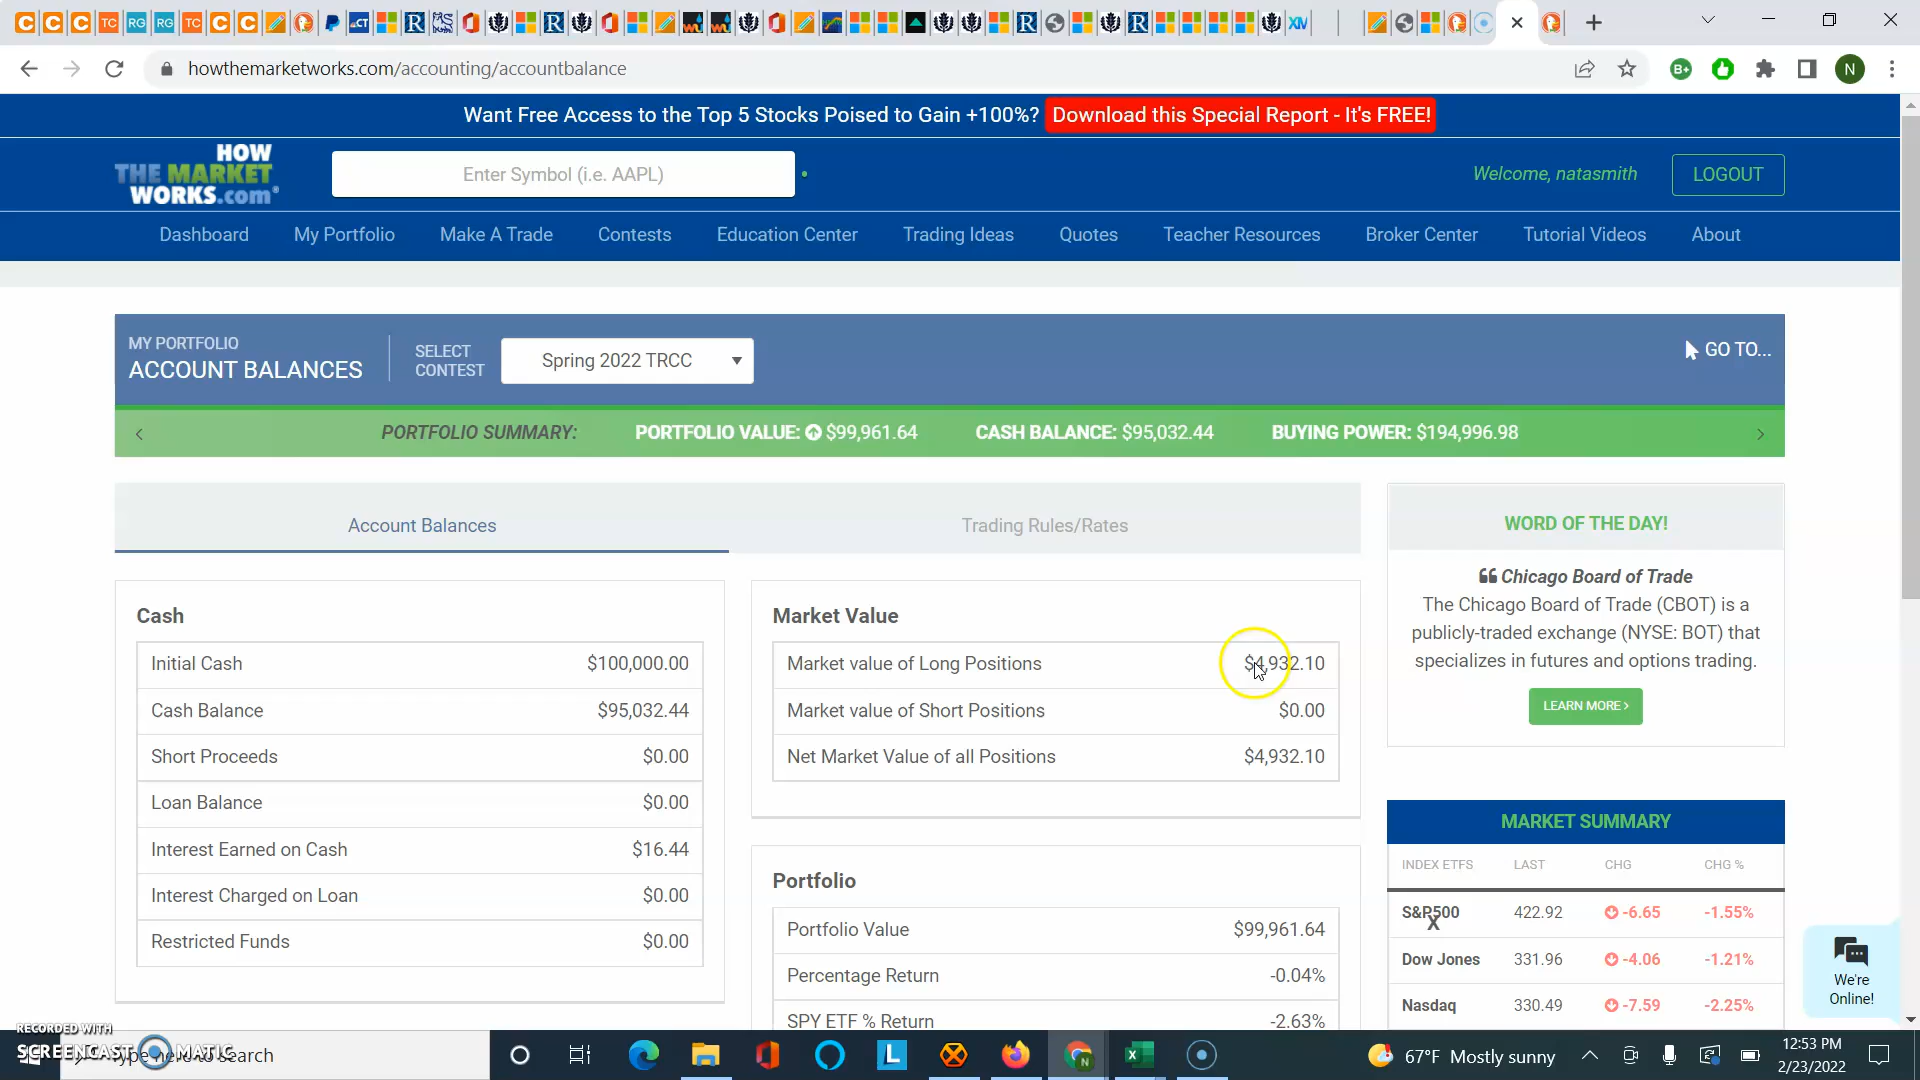 howthemarketworks.com/accounting/accountbalance
N
Want Free Access to the Top 5 Stocks Poised to Gain +100%? Download this Special Report - It's FREE!
HOW
THE MARKET
WORKS.com
Enter Symbol (i.e. AAPL)
Welcome, natasmith
LOGOUT
Dashboard My Portfolio Make A Trade Contests Education Center Trading Ideas Quotes Teacher Resources Broker Center Tutorial Videos About
MY PORTFOLIO
ACCOUNT BALANCES
SELECT
CONTEST
Spring 2022 TRCC
GO TO...
PORTFOLIO SUMMARY: PORTFOLIO VALUE: $99,961.64 CASH BALANCE: $95,032.44 BUYING POWER: $194,996.98
Account Balances
Trading Rules/Rates
Cash
Initial Cash $100,000.00
Cash Balance $95,032.44
Short Proceeds $0.00
Loan Balance $0.00
Interest Earned on Cash $16.44
Interest Charged on Loan $0.00
Restricted Funds $0.00
Market Value
Market value of Long Positions $4,932.10
Market value of Short Positions $0.00
Net Market Value of all Positions $4,932.10
Portfolio
Portfolio Value $99,961.64
Percentage Return -0.04%
SPY ETF % Return -2.63%
WORD OF THE DAY!
Chicago Board of Trade
The Chicago Board of Trade (CBOT) is a
publicly-traded exchange (NYSE: BOT) that
specializes in futures and options trading.
LEARN MORE
MARKET SUMMARY
INDEX ETFS LAST CHG CHG %
S&P500 422.92 -6.65 -1.55%
X
Dow Jones 331.96 -4.06 -1.21%
Nasdaq 330.49 -7.59 -2.25%
We're
Online!
RECORDED WITH
SCREENCAST MATIC
Type here to search
67°F Mostly sunny
12:53 PM
2/23/2022